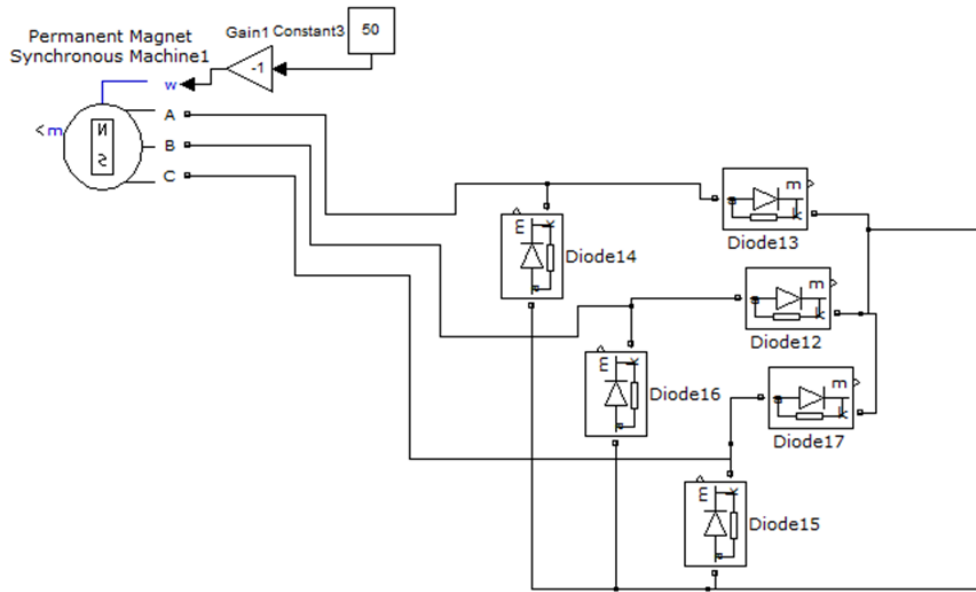 Permanent Magnet
Synchronous Machine1
Gain1 Constant3
50
-1
w
<m
A
B
C
N
S
m
a
k
Diode13
m
k
a
Diode14
m
a
k
Diode12
m
k
a
Diode16
m
a
k
Diode17
m
k
a
Diode15